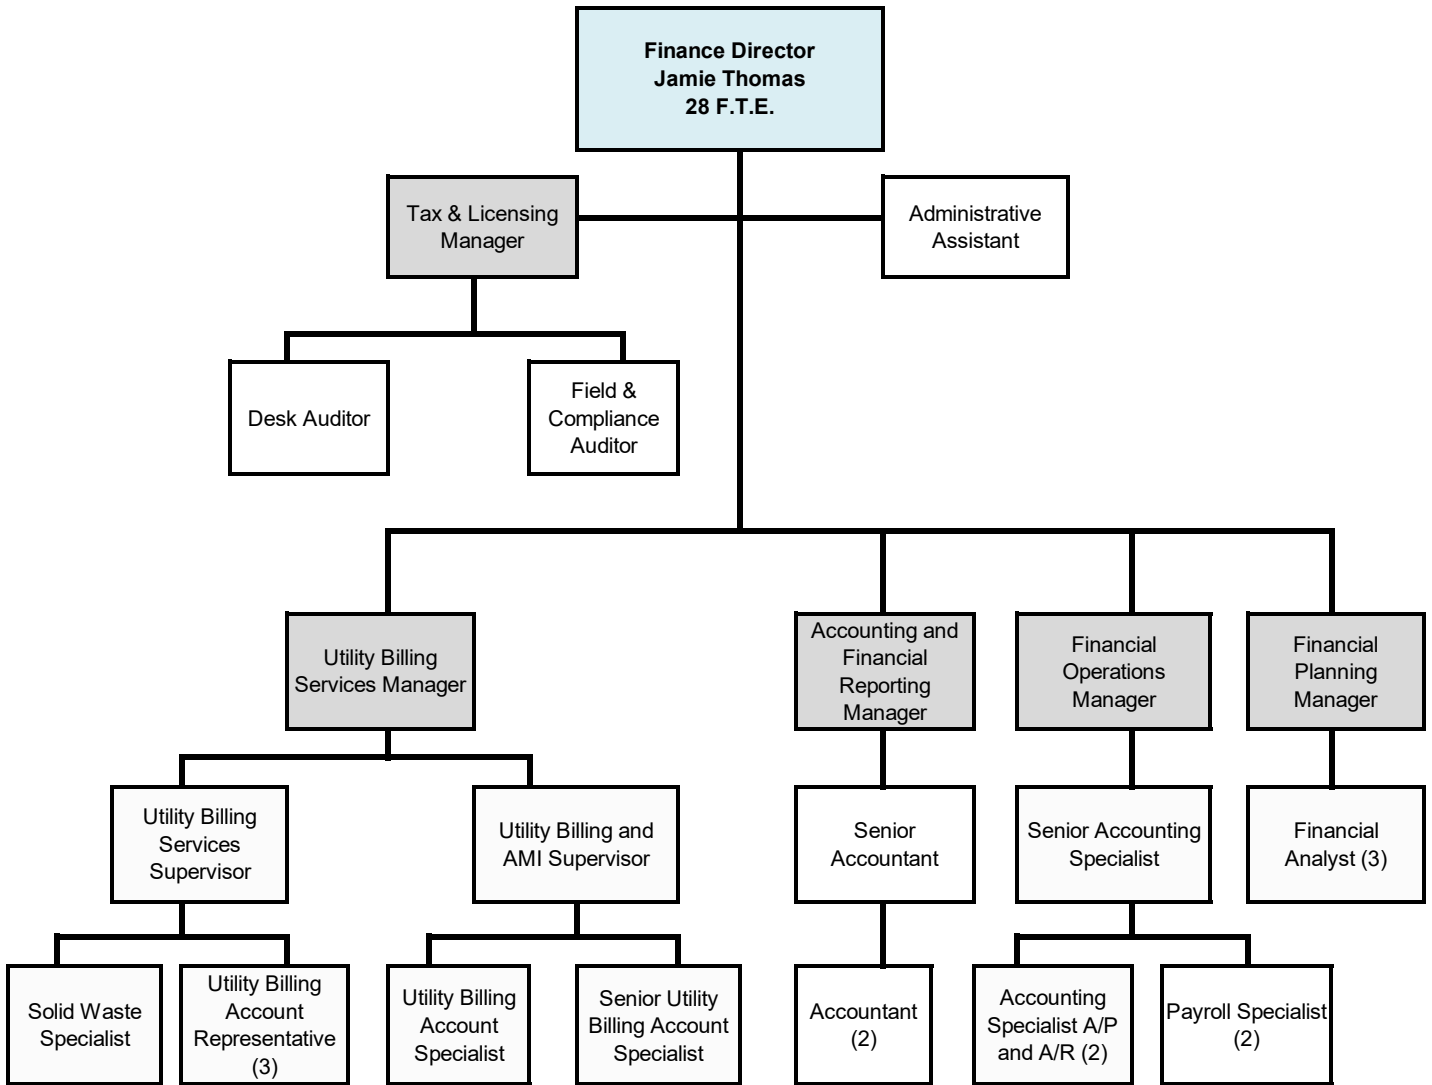 Finance Director
Jamie Thomas
28 F.T.E.
Tax & Licensing
Manager
Administrative
Assistant
Desk Auditor
Field &
Compliance
Auditor
Utility Billing
Services Manager
Accounting and
Financial
Reporting
Manager
Financial
Operations
Manager
Financial
Planning
Manager
Utility Billing
Services
Supervisor
Utility Billing and
AMI Supervisor
Senior
Accountant
Senior Accounting
Specialist
Financial
Analyst (3)
Solid Waste
Specialist
Utility Billing
Account
Representative
(3)
Utility Billing
Account
Specialist
Senior Utility
Billing Account
Specialist
Accountant
(2)
Accounting
Specialist A/P
and A/R (2)
Payroll Specialist
(2)